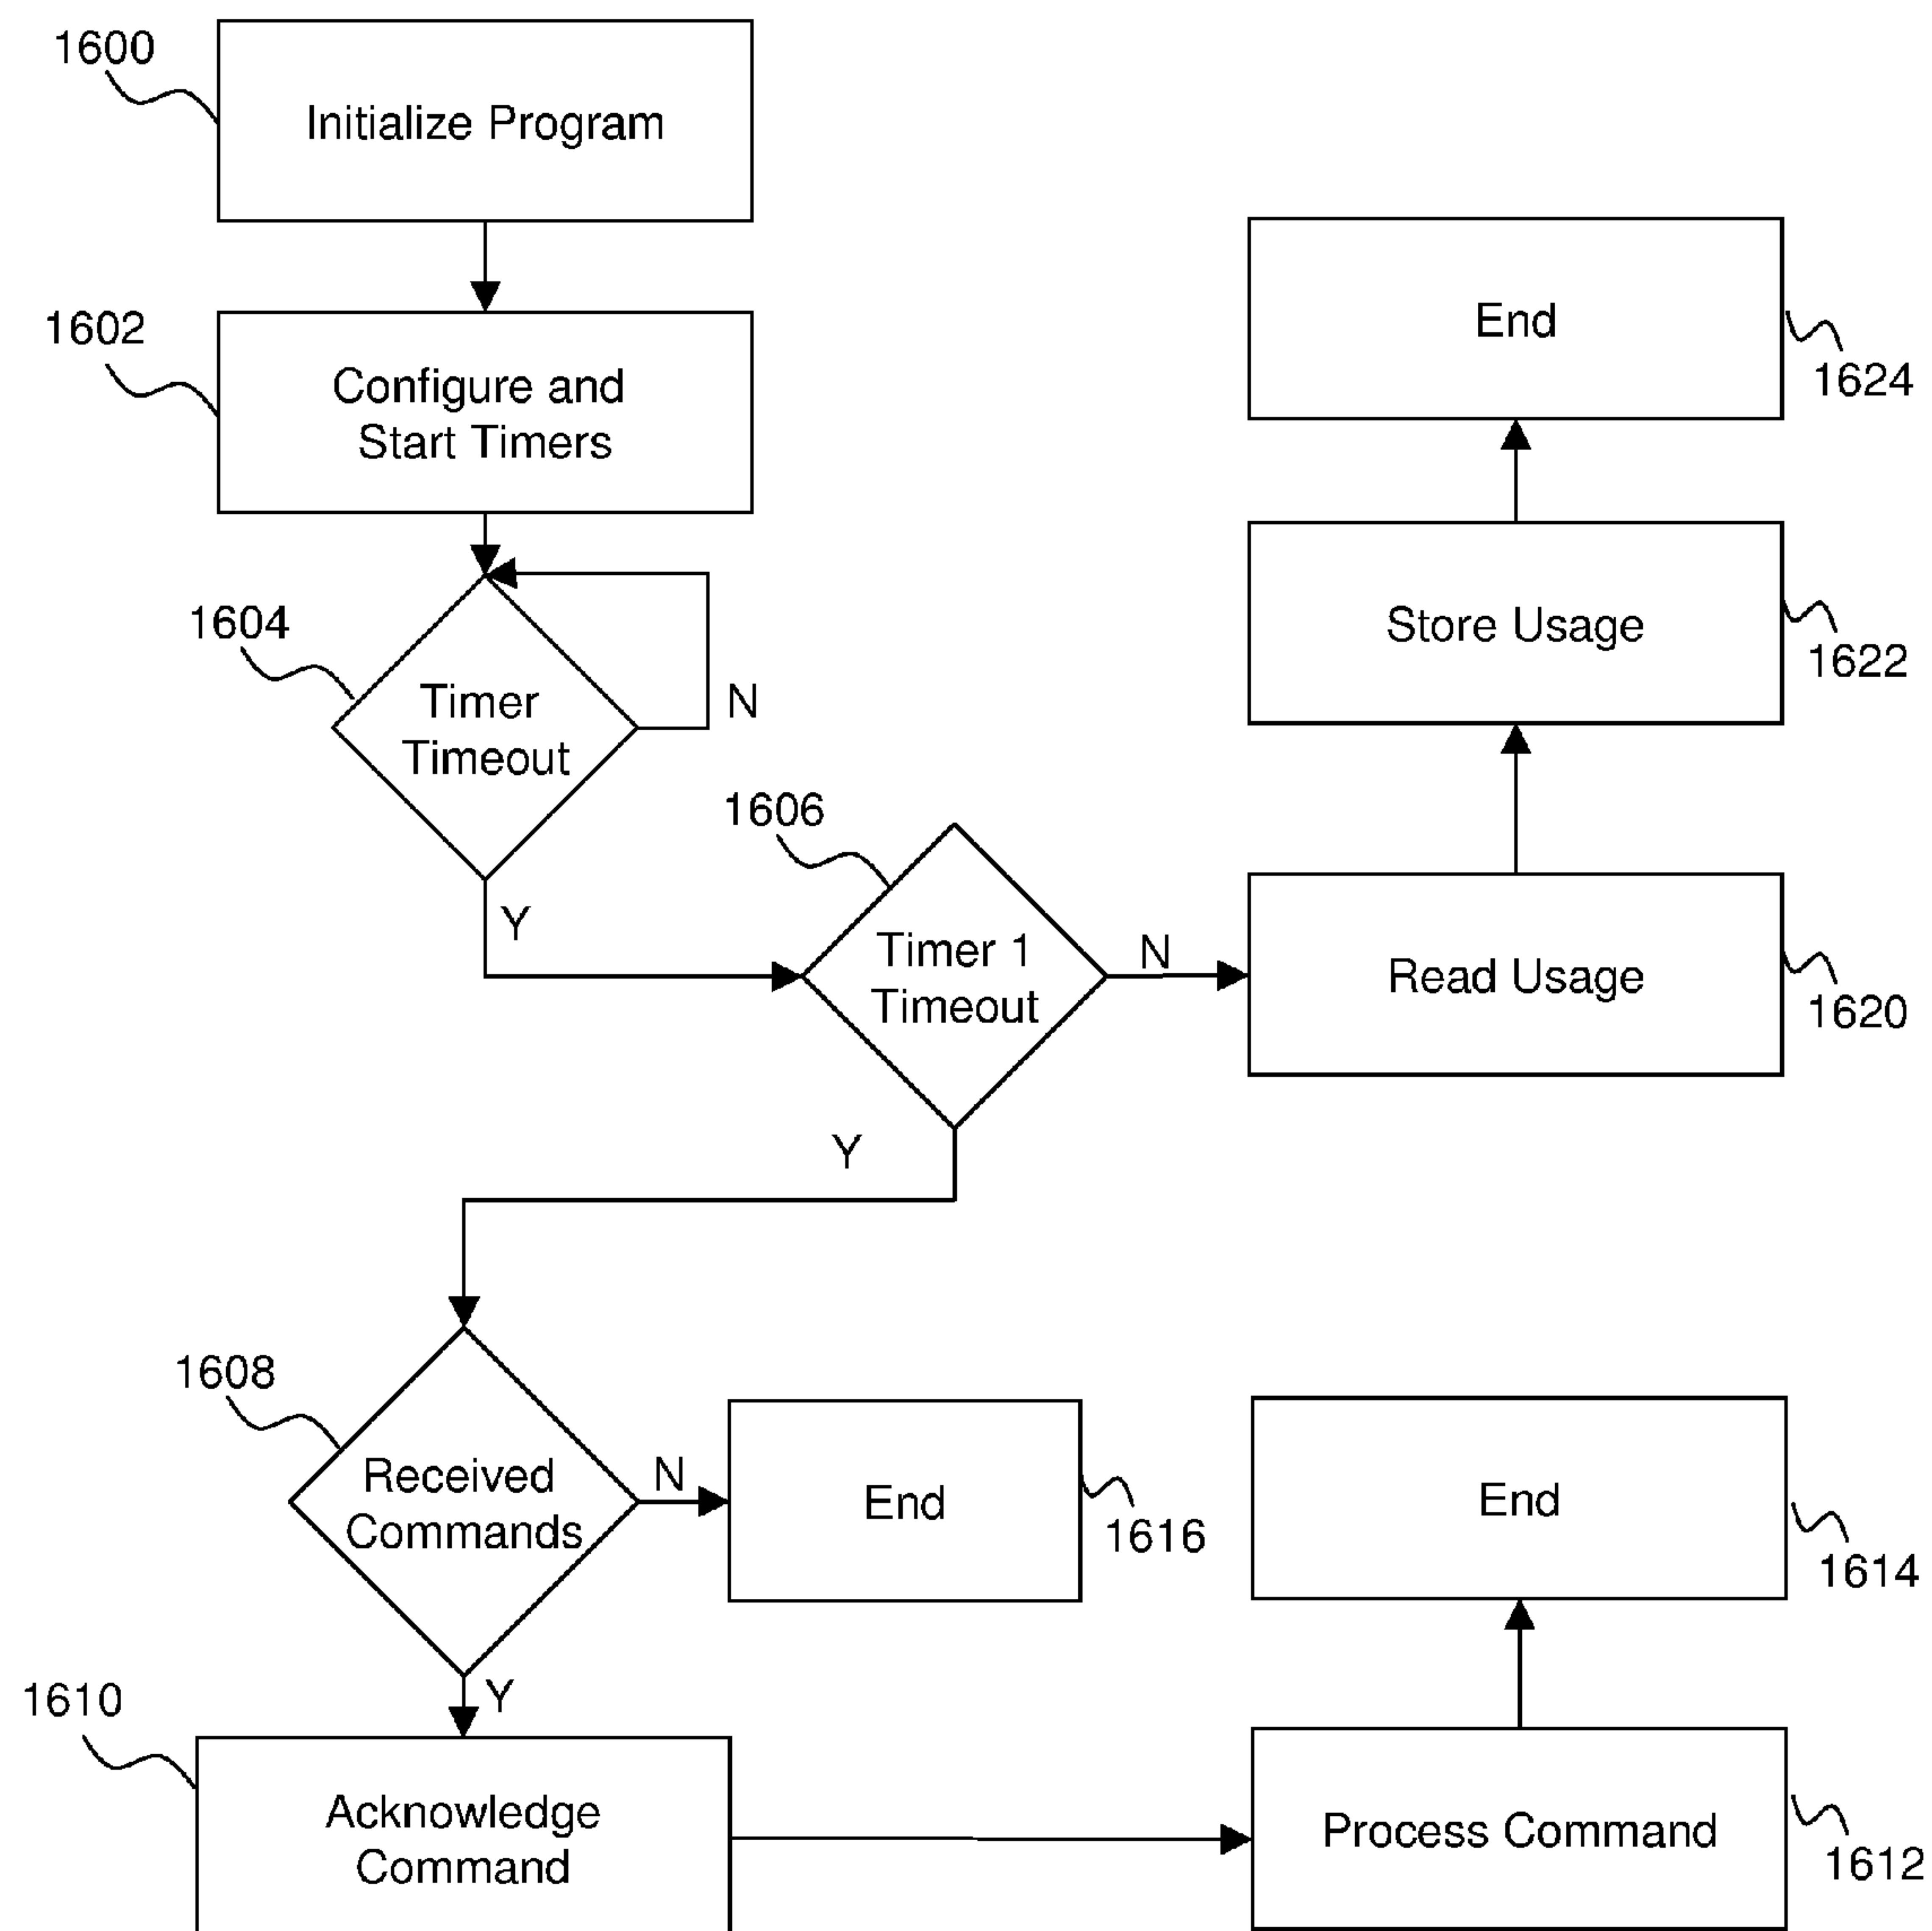 1600
Initialize Program
1602
Configure and
Start Timers
End
1624
1604
Timer
Timeout
N
Store Usage
1622
Y
1606
Timer 1
Timeout
N
Read Usage
1620
Y
1608
Received
Commands
N
End
1616
End
1614
Y
1610
Acknowledge
Command
Process Command
1612